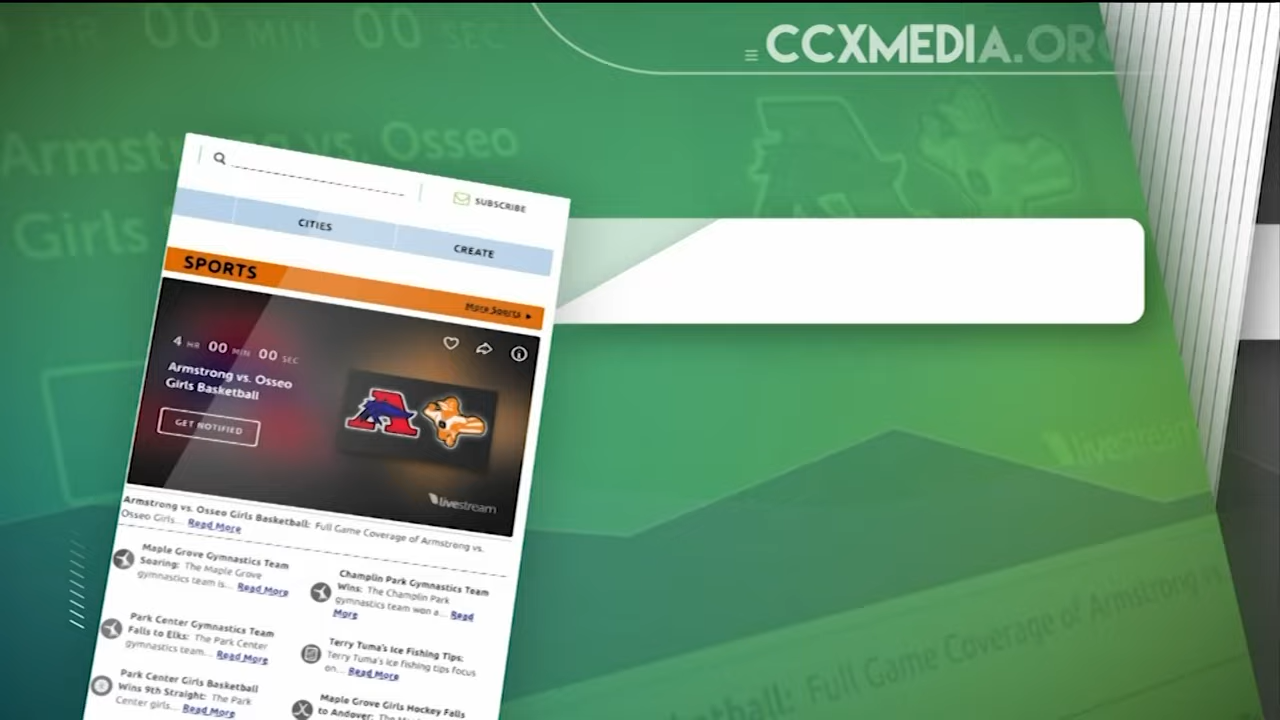 HR 00 MIN 00 SEC
CCXMEDIA.ORG
Armstrong vs. Osseo
Girls
SUBSCRIBE
CITIES
CREATE
SPORTS
More Sports
4 HR 00 MIN 00 SEC
Armstrong vs. Osseo
Girls Basketball
GET NOTIFIED
A
livestream
livestream
Armstrong vs. Osseo Girls Basketball: Full Game Coverage of Armstrong vs.
Osseo Girls... Read More
Maple Grove Gymnastics Team
Soaring: The Maple Grove
gymnastics team is... Read More
Champlin Park Gymnastics Team
Wins: The Champlin Park
gymnastics team won a... Read
More
Park Center Gymnastics Team
Falls to Elks: The Park Center
gymnastics team... Read More
Terry Tuma's Ice Fishing Tips:
Terry Tuma's ice fishing tips focus
on... Read More
Park Center Girls Basketball
Wins 9th Straight: The Park
Center girls... Read More
Maple Grove Girls Hockey Falls
to Andover: The
ketball: Full Game Coverage of Armstrong vs